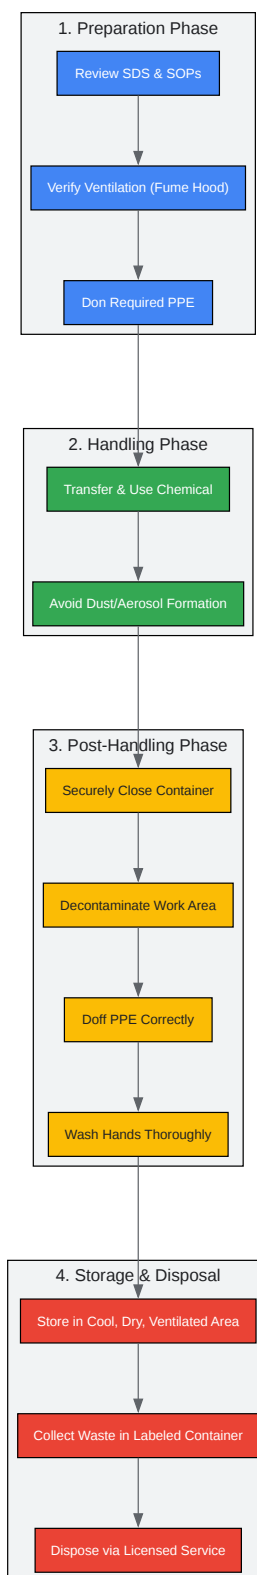 1. Preparation Phase
Review SDS & SOPs
Verify Ventilation (Fume Hood)
Don Required PPE
2. Handling Phase
Transfer & Use Chemical
Avoid Dust/Aerosol Formation
3. Post-Handling Phase
Securely Close Container
Decontaminate Work Area
Doff PPE Correctly
Wash Hands Thoroughly
4. Storage & Disposal
Store in Cool, Dry, Ventilated Area
Collect Waste in Labeled Container
Dispose via Licensed Service